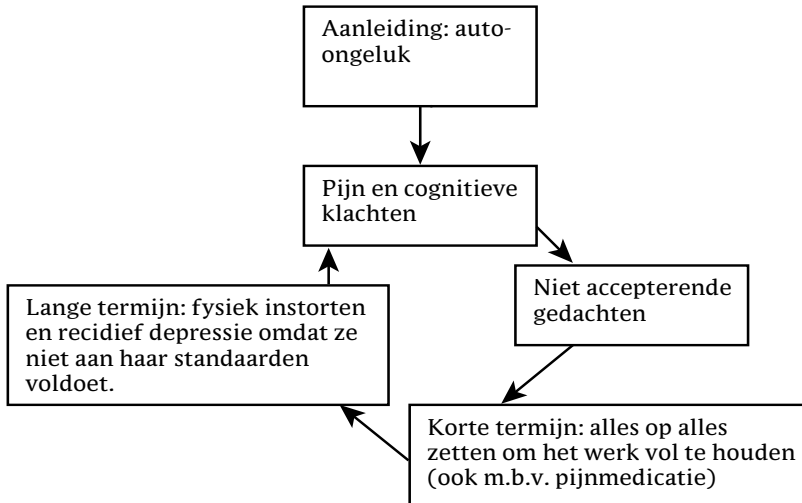 Aanleiding: auto-
ongeluk
Pijn en cognitieve
klachten
Niet accepterende
gedachten
Korte termijn: alles op alles
zetten om het werk vol te houden
(ook m.b.v. pijnmedicatie)
Lange termijn: fysiek instorten
en recidief depressie omdat ze
niet aan haar standaarden
voldoet.